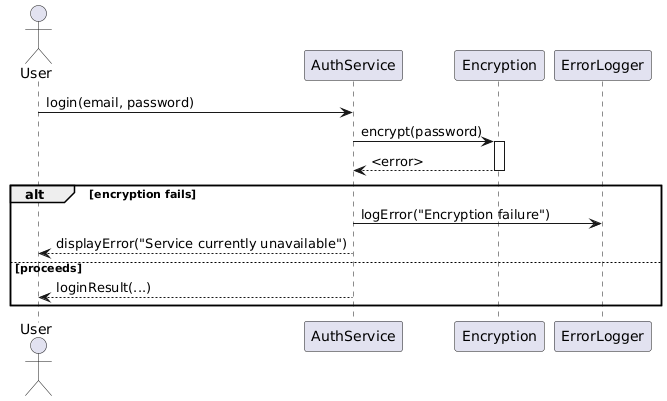 User
AuthService
Encryption
ErrorLogger
login(email, password)
encrypt(password)
<error>
alt
[encryption fails]
logError("Encryption failure")
displayError("Service currently unavailable")
[proceeds]
loginResult(...)
User
AuthService
Encryption
ErrorLogger